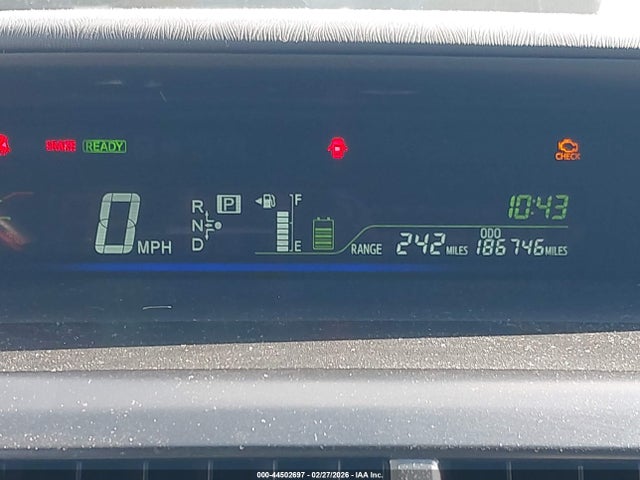 BRAKE READY
CHECK
0 MPH
R
N
D
P
F
E
10:43
RANGE 242 MILES
ODO
186746 MILES
000-44502697 - 02/27/2026 - IAA Inc.